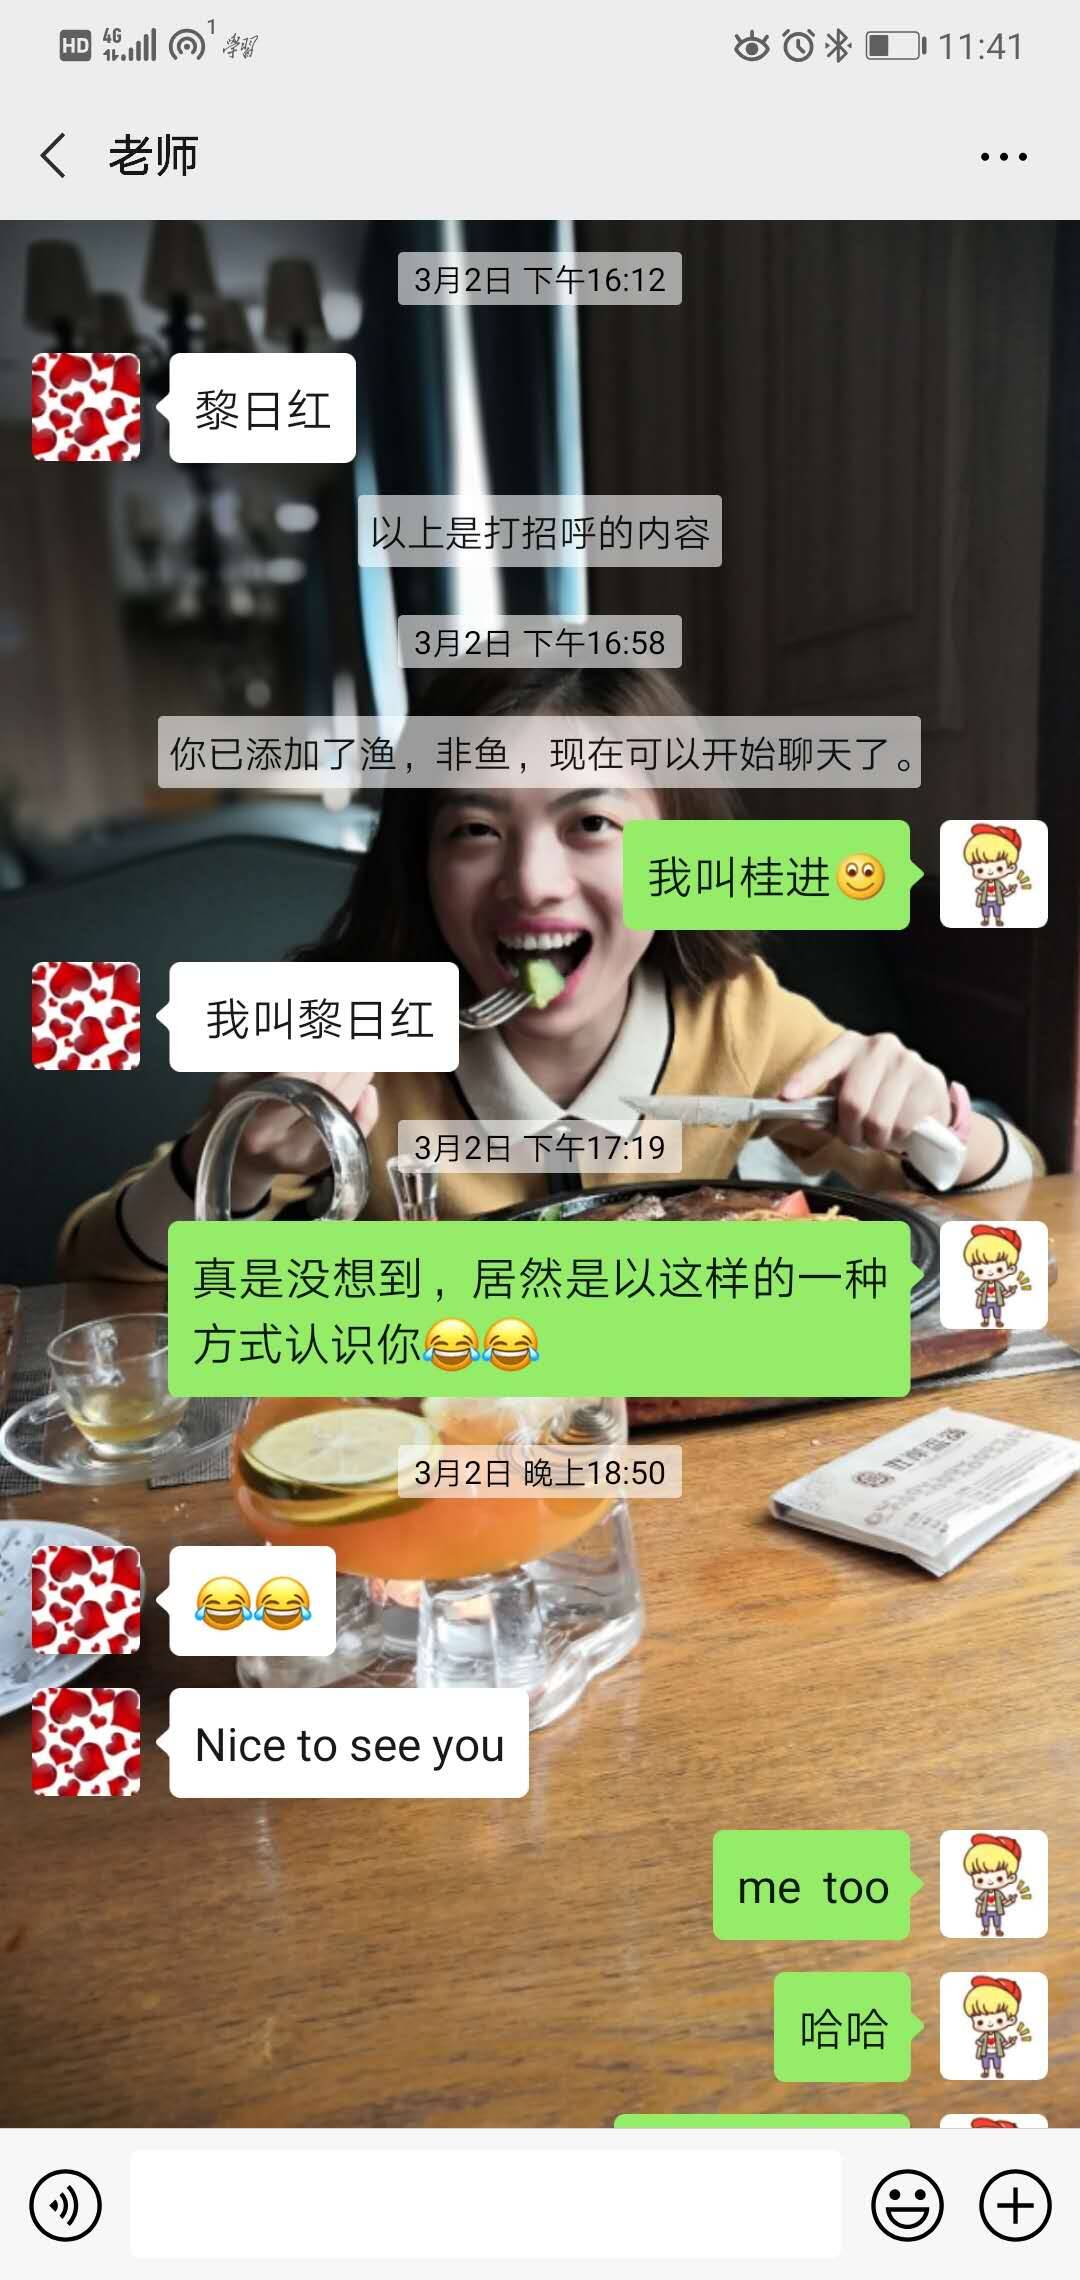 HD 4G 1 學習 11:41
老师
3月2日 下午16:12
黎日红
以上是打招呼的内容
3月2日 下午16:58
你已添加了渔，非鱼，现在可以开始聊天了。
我叫桂进
我叫黎日红
3月2日 下午17:19
真是没想到，居然是以这样的一种
方式认识你😂😂
3月2日 晚上18:50
😂😂
Nice to see you
me too
哈哈